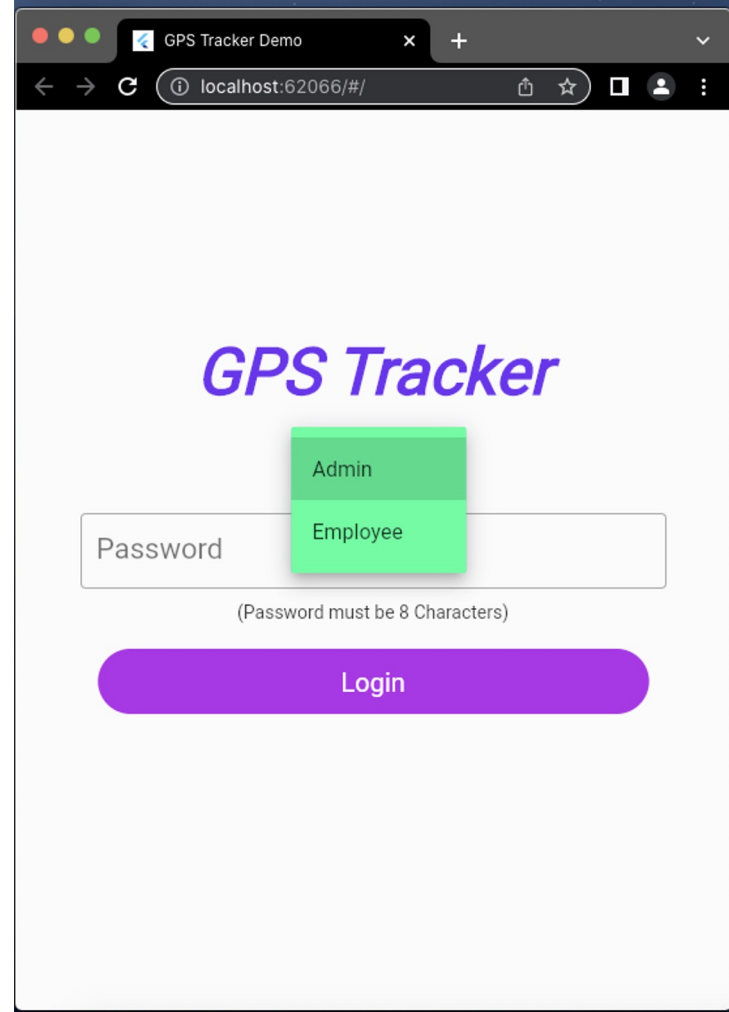 GPS Tracker Demo
localhost:62066/#/
GPS Tracker
Admin
Employee
Password
(Password must be 8 Characters)
Login